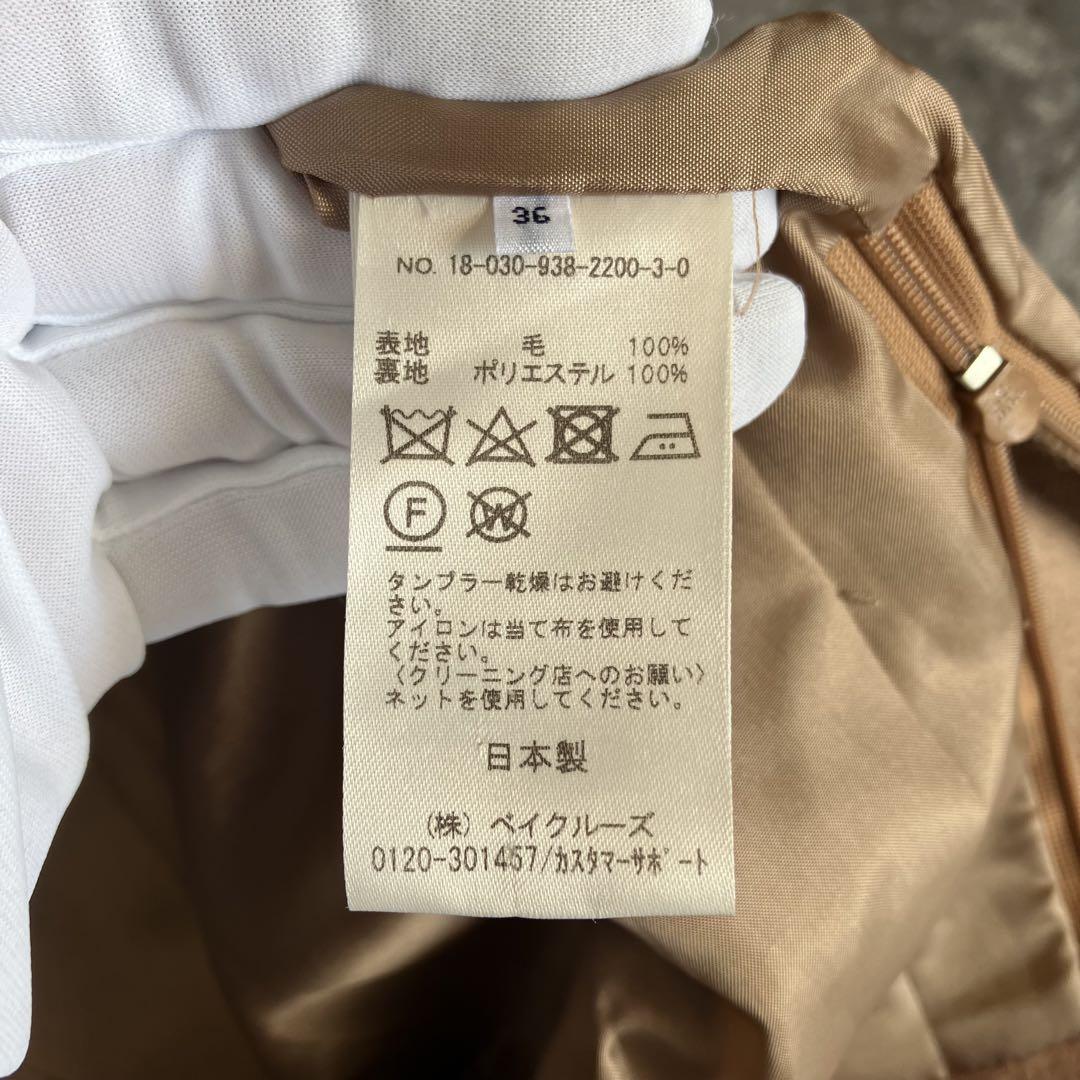 36
NO. 18-030-938-2200-3-0
表地 毛 100%
裏地 ポリエステル 100%
F
W
タンブラー乾燥はお避けくだ
さい。
アイロンは当て布を使用して
ください。
〈クリーニング店へのお願い〉
ネットを使用してください。
日本製
(株) ベイクルーズ
0120-301457/カスタマーサポート